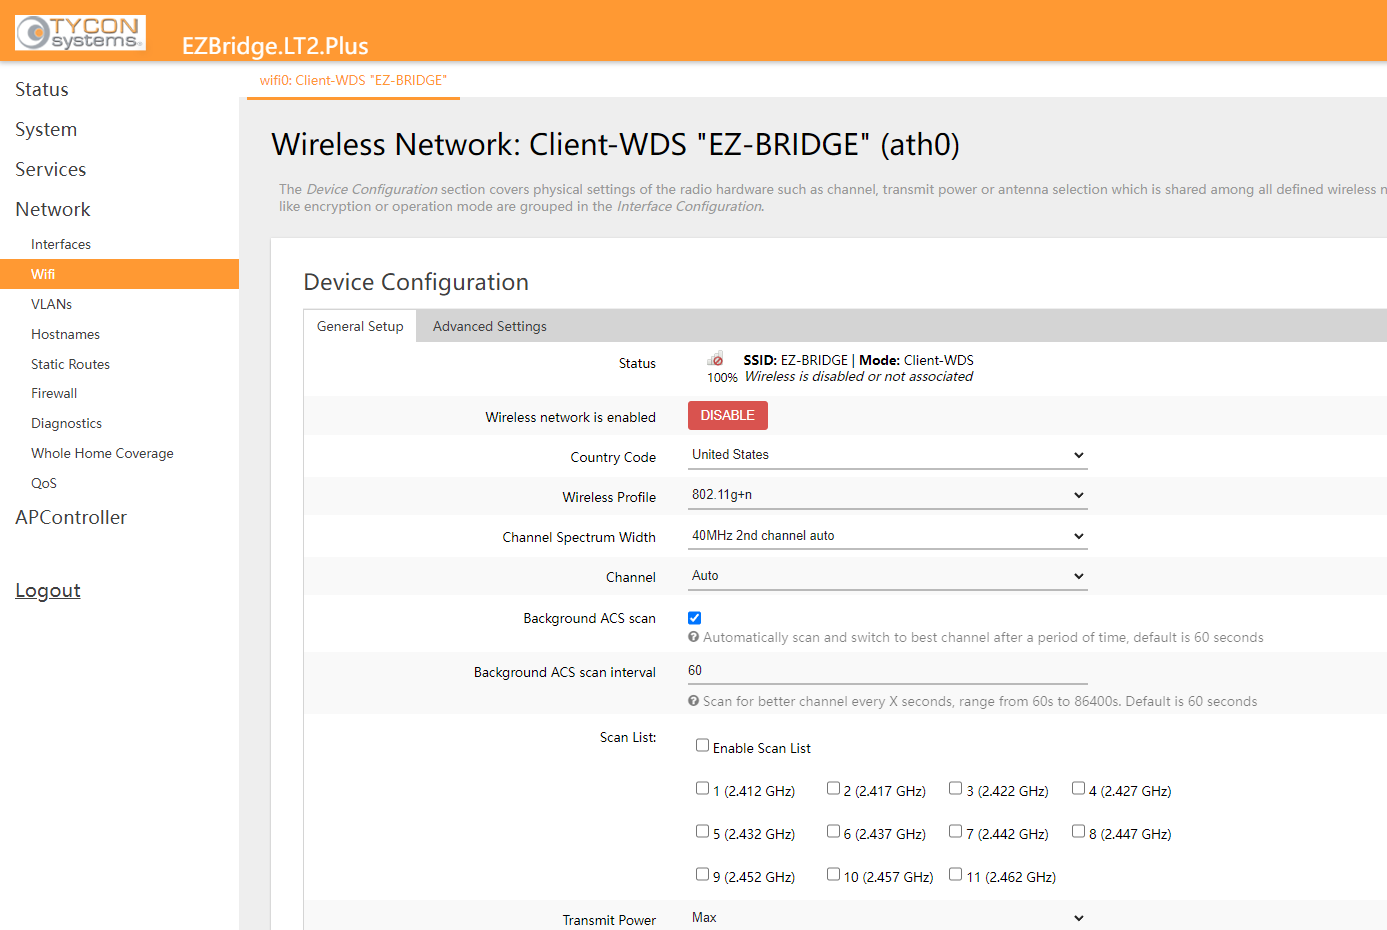 TYCON
systems
EZBridge.LT2.Plus
Status
System
Services
Network
Interfaces
Wifi
VLANs
Hostnames
Static Routes
Firewall
Diagnostics
Whole Home Coverage
QoS
APController
Logout
wifi0: Client-WDS "EZ-BRIDGE"
Wireless Network: Client-WDS "EZ-BRIDGE" (ath0)
The Device Configuration section covers physical settings of the radio hardware such as channel, transmit power or antenna selection which is shared among all defined wireless n
like encryption or operation mode are grouped in the Interface Configuration.
Device Configuration
General Setup Advanced Settings
Status
SSID: EZ-BRIDGE | Mode: Client-WDS
100% Wireless is disabled or not associated
Wireless network is enabled DISABLE
Country Code United States
Wireless Profile 802.11g+n
Channel Spectrum Width 40MHz 2nd channel auto
Channel Auto
Background ACS scan
Automatically scan and switch to best channel after a period of time, default is 60 seconds
Background ACS scan interval 60
Scan for better channel every X seconds, range from 60s to 86400s. Default is 60 seconds
Scan List:
Enable Scan List
1 (2.412 GHz) 2 (2.417 GHz) 3 (2.422 GHz) 4 (2.427 GHz)
5 (2.432 GHz) 6 (2.437 GHz) 7 (2.442 GHz) 8 (2.447 GHz)
9 (2.452 GHz) 10 (2.457 GHz) 11 (2.462 GHz)
Transmit Power Max